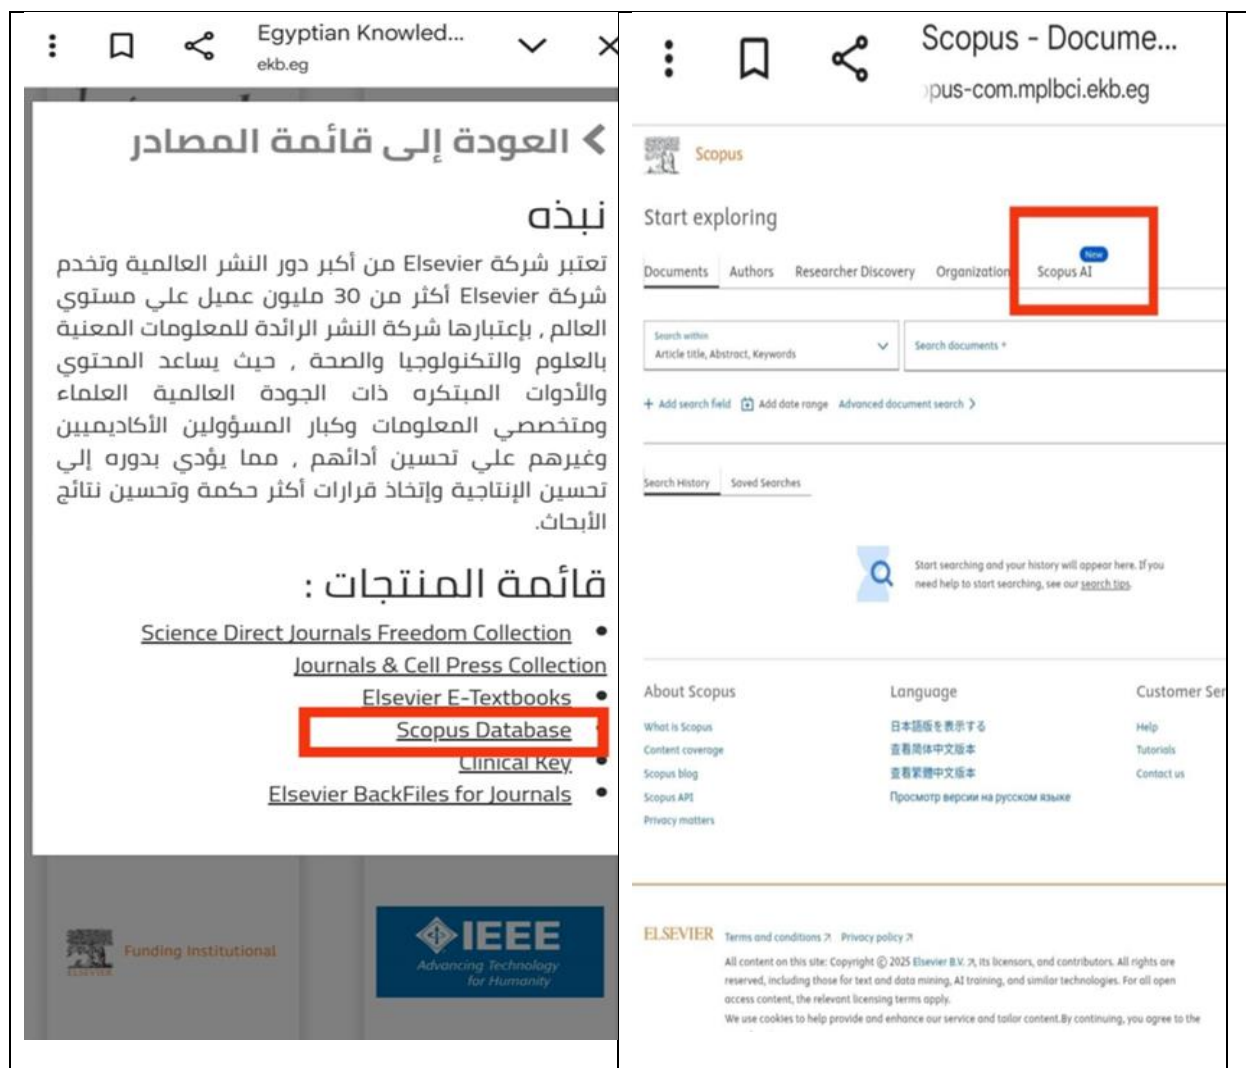 Egyptian Knowled...
ekb.eg
العودة إلى قائمة المصادر
نبذه
تعتبر شركة Elsevier من أكبر دور النشر العالمية وتخدم
شركة Elsevier أكثر من 30 مليون عميل علي مستوي
العالم , بإعتبارها شركة النشر الرائدة للمعلومات المعنية
بالعلوم والتكنولوجيا والصحة , حيث يساعد المحتوي
والأدوات المبتكره ذات الجودة العالمية العلماء
ومتخصصي المعلومات وكبار المسؤولين الأكاديميين
وغيرهم علي تحسين أدائهم , مما يؤدي بدوره إلي
تحسين الإنتاجية وإتخاذ قرارات أكثر حكمة وتحسين نتائج
الأبحاث.
قائمة المنتجات :
Science Direct Journals Freedom Collection
Journals & Cell Press Collection
Elsevier E-Textbooks
Scopus Database
Clinical Key
Elsevier BackFiles for Journals
ELSEVIER
Funding Institutional
IEEE
Advancing Technology
for Humanity
Scopus - Docume...
opus-com.mplbci.ekb.eg
Scopus
Start exploring
New
Documents Authors Researcher Discovery Organization Scopus AI
Search within
Article title, Abstract, Keywords
Search documents *
+ Add search field Add date range Advanced document search >
Search History Saved Searches
Start searching and your history will appear here. If you
need help to start searching, see our search tips.
About Scopus
What is Scopus
Content coverage
Scopus blog
Scopus API
Privacy matters
Language
日本語版を表示する
查看简体中文版本
查看繁體中文版本
Просмотр версии на русском языке
Customer Ser
Help
Tutorials
Contact us
ELSEVIER
Terms and conditions ↗ Privacy policy ↗
All content on this site: Copyright © 2025 Elsevier B.V. ↗, its licensors, and contributors. All rights are
reserved, including those for text and data mining, AI training, and similar technologies. For all open
access content, the relevant licensing terms apply.
We use cookies to help provide and enhance our service and tailor content.By continuing, you agree to the